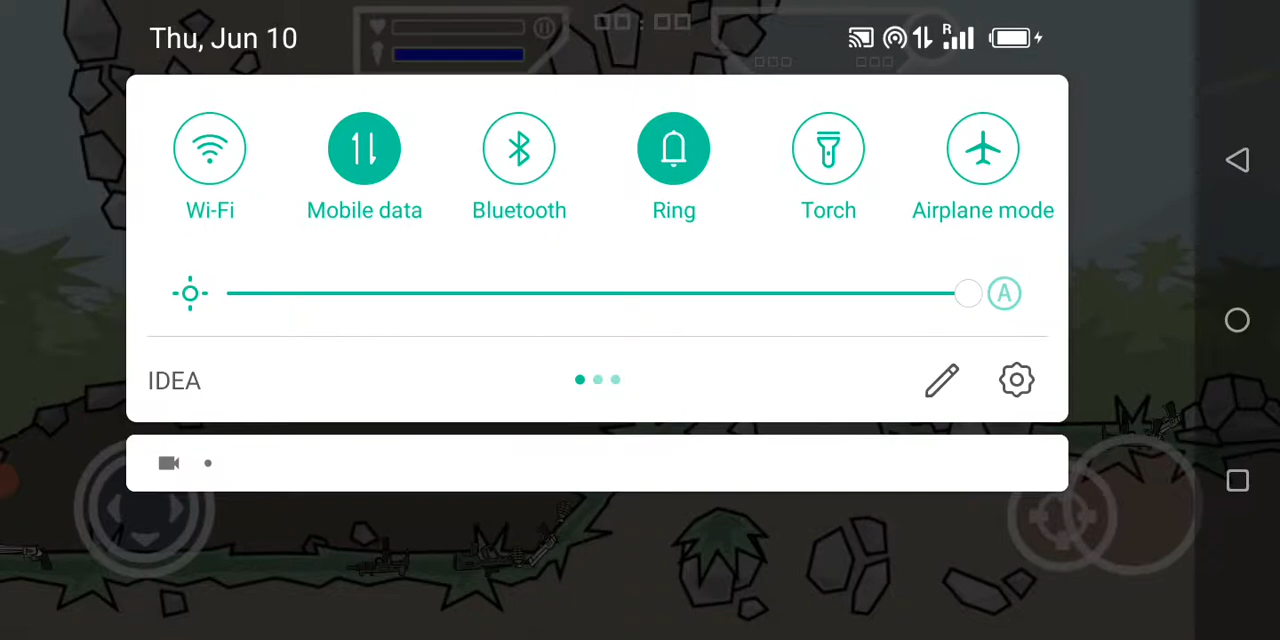 Thu, Jun 10
R
Wi-Fi
Mobile data
Bluetooth
Ring
Torch
Airplane mode
A
IDEA